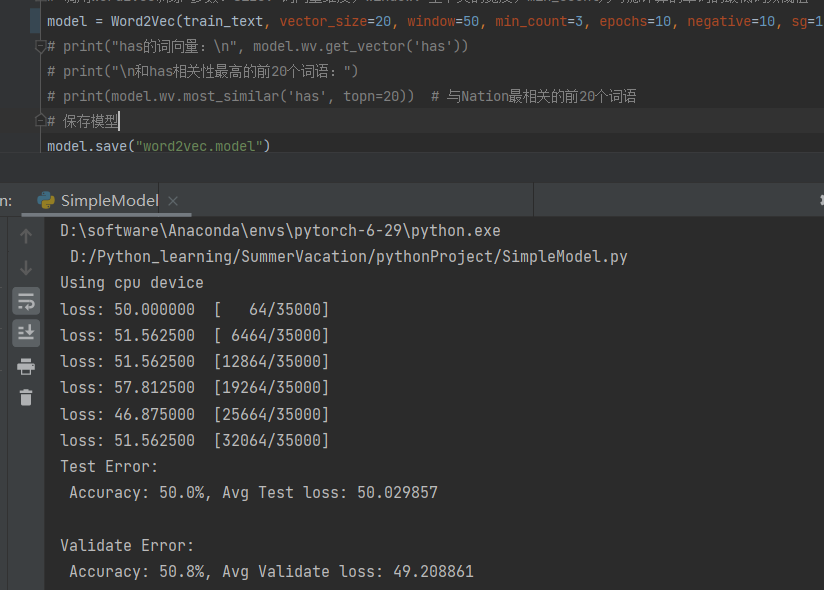 model = Word2Vec(train_text, vector_size=20, window=50, min_count=3, epochs=10, negative=10, sg=1
# print("has的词向量：\n", model.wv.get_vector('has'))
# print("\n和has相关性最高的前20个词语：")
# print(model.wv.most_similar('has', topn=20))  # 与Nation最相关的前20个词语
# 保存模型
model.save("word2vec.model")
n: SimpleModel ×
D:\software\Anaconda\envs\pytorch-6-29\python.exe
D:/Python_learning/SummerVacation/pythonProject/SimpleModel.py
Using cpu device
loss: 50.000000  [   64/35000]
loss: 51.562500  [ 6464/35000]
loss: 51.562500  [12864/35000]
loss: 57.812500  [19264/35000]
loss: 46.875000  [25664/35000]
loss: 51.562500  [32064/35000]
Test Error:
Accuracy: 50.0%, Avg Test loss: 50.029857
Validate Error:
Accuracy: 50.8%, Avg Validate loss: 49.208861